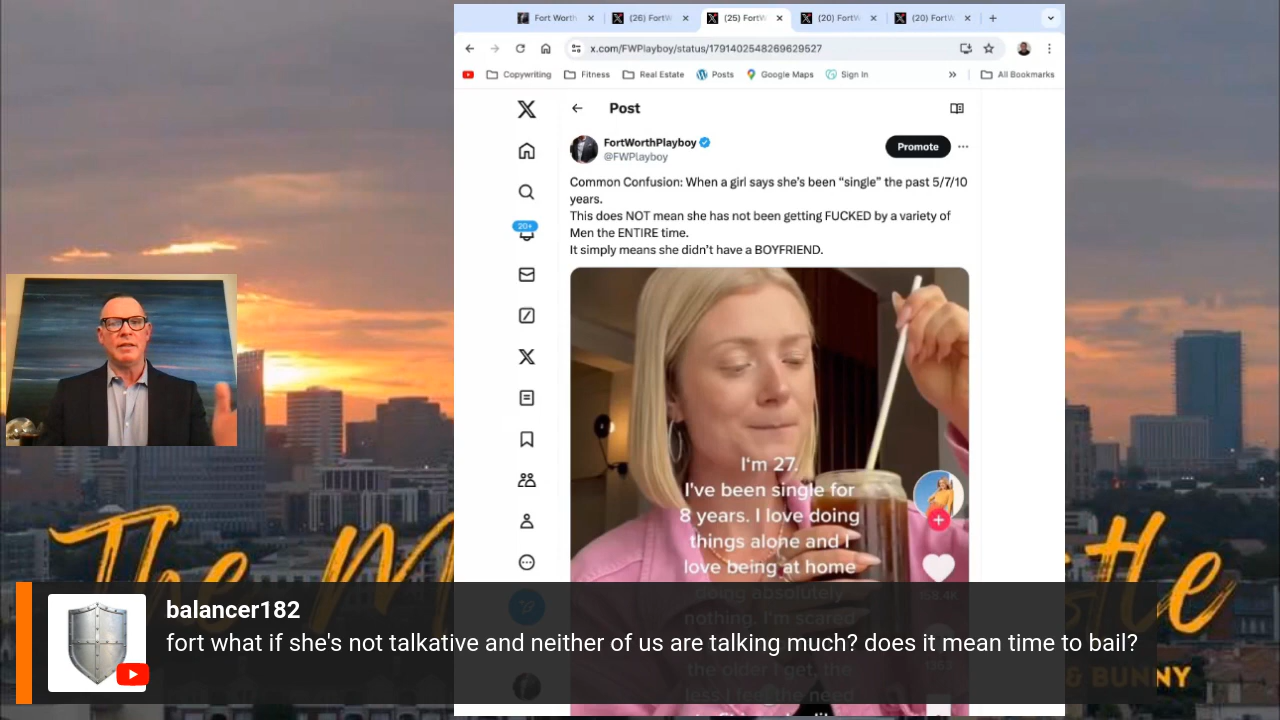 Fort Worth
(26) FortW
(25) FortW
(20) FortW
(20) FortW
x.com/FWPlayboy/status/1791402548269629527
Copywriting
Fitness
Real Estate
Posts
Google Maps
Sign In
All Bookmarks
Post
FortWorthPlayboy
@FWPlayboy
Promote
Common Confusion: When a girl says she's been “single” the past 5/7/10
years.
This does NOT mean she has not been getting FUCKED by a variety of
Men the ENTIRE time.
It simply means she didn't have a BOYFRIEND.
20+
I'm 27.
I've been single for
8 years. I love doing
things alone and I
love being at home
doing absolutely
nothing. I'm scared
the older I get, the
less I feel the need
The M
tle
& BUNNY
balancer182
fort what if she's not talkative and neither of us are talking much? does it mean time to bail?